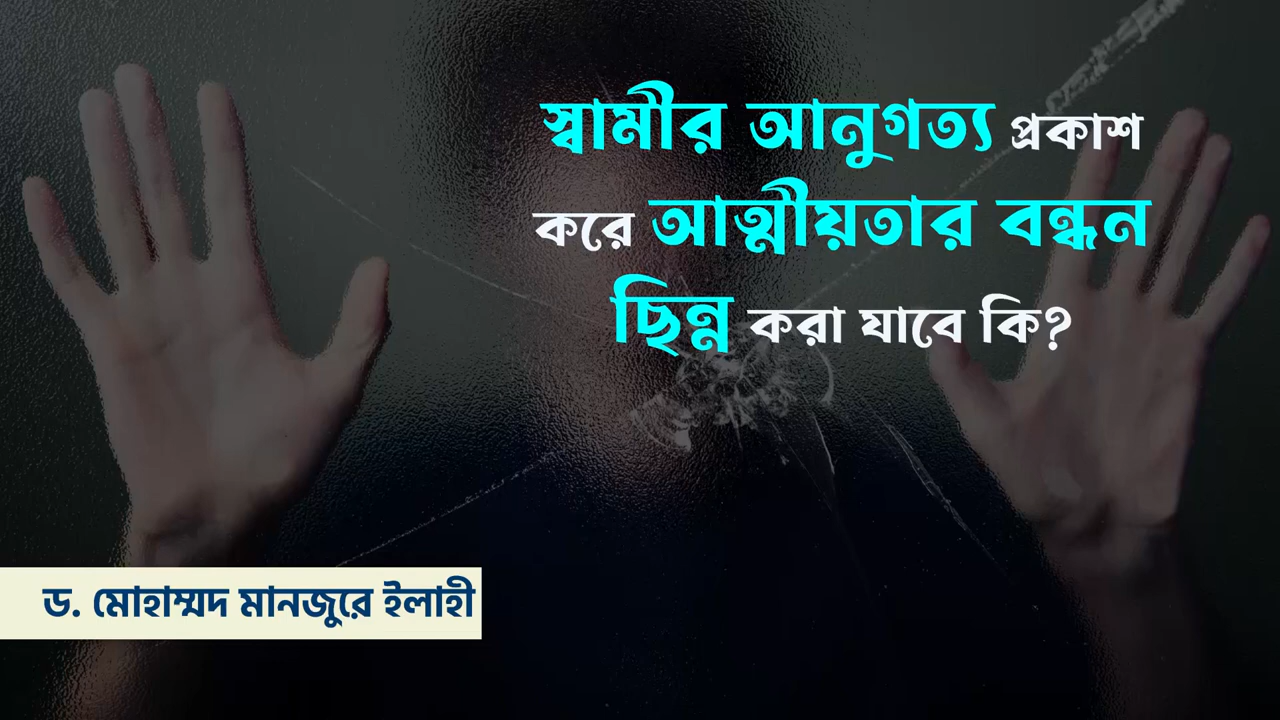 স্বামীর আনুগত্য প্রকাশ
করে আত্মীয়তার বন্ধন
ছিন্ন করা যাবে কি?
ড. মোহাম্মদ মানজুরে ইলাহী